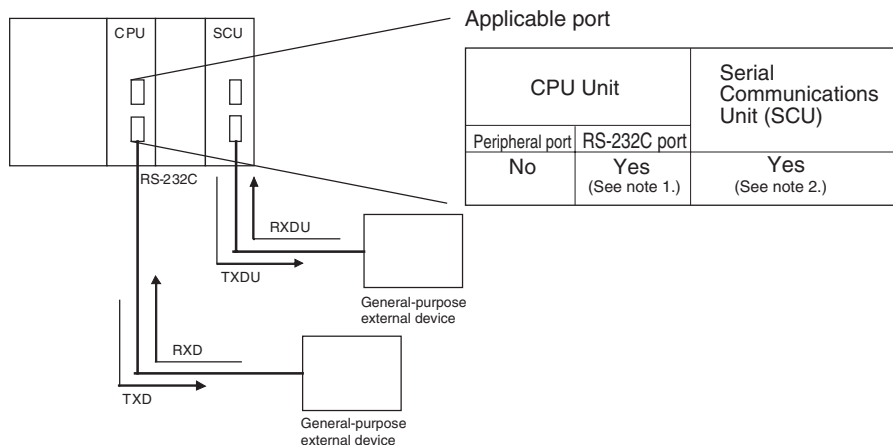 Applicable port
CPU
SCU
RS-232C
CPU Unit
Serial
Communications
Unit (SCU)
Peripheral port
RS-232C port
No
Yes
(See note 1.)
Yes
(See note 2.)
RXDU
TXDU
General-purpose
external device
RXD
TXD
General-purpose
external device